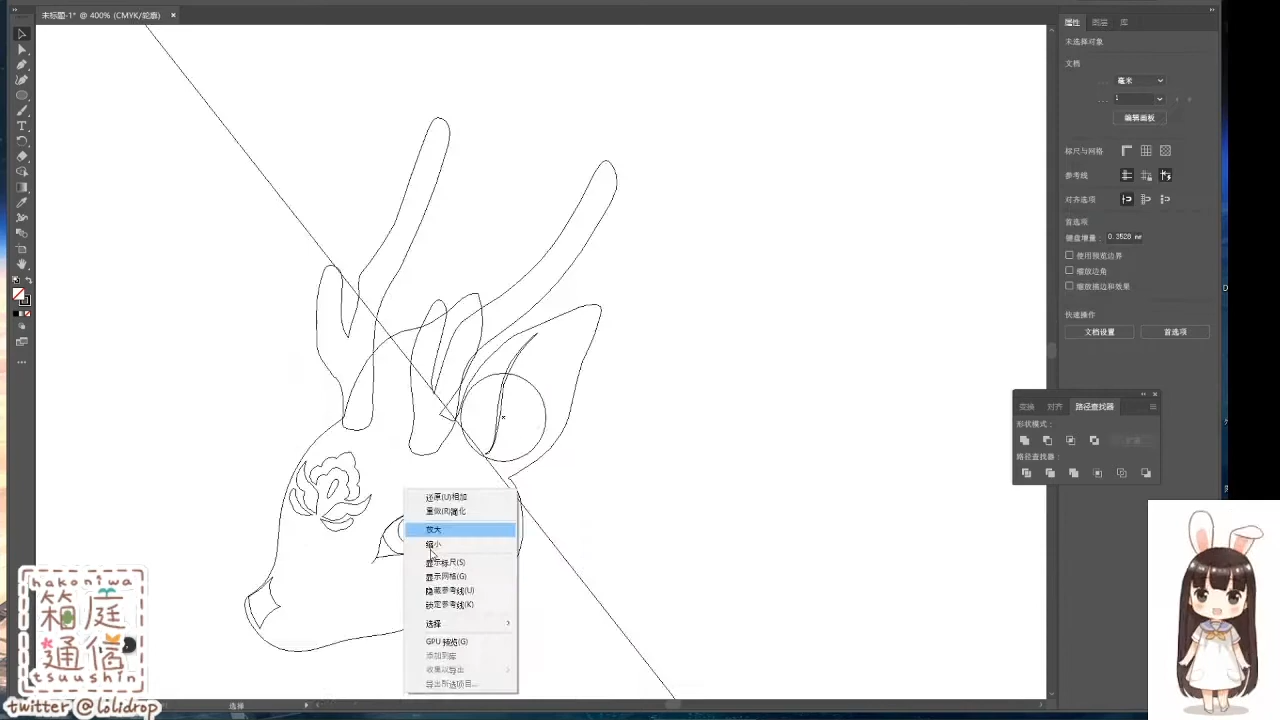 未标题-1* @ 400% (CMYK/轮廓)
属性
图层
库
未选择对象
文档
毫米
1
编辑画板
标尺与网格
参考线
对齐选项
首选项
键盘增量: 0.3528 mm
使用预览边界
缩放边角
缩放描边和效果
快速操作
文档设置
首选项
变换
对齐
路径查找器
形状模式:
路径查找器:
还原(U)相加
重做(R)简化
放大
缩小
显示标尺(S)
显示网格(G)
隐藏参考线(U)
锁定参考线(K)
选择
GPU 预览(G)
添加到库
收集以导出
导出所选项目...
选择
hakoniwa
箱庭
通信
tsuushin
twitter @lolidrop